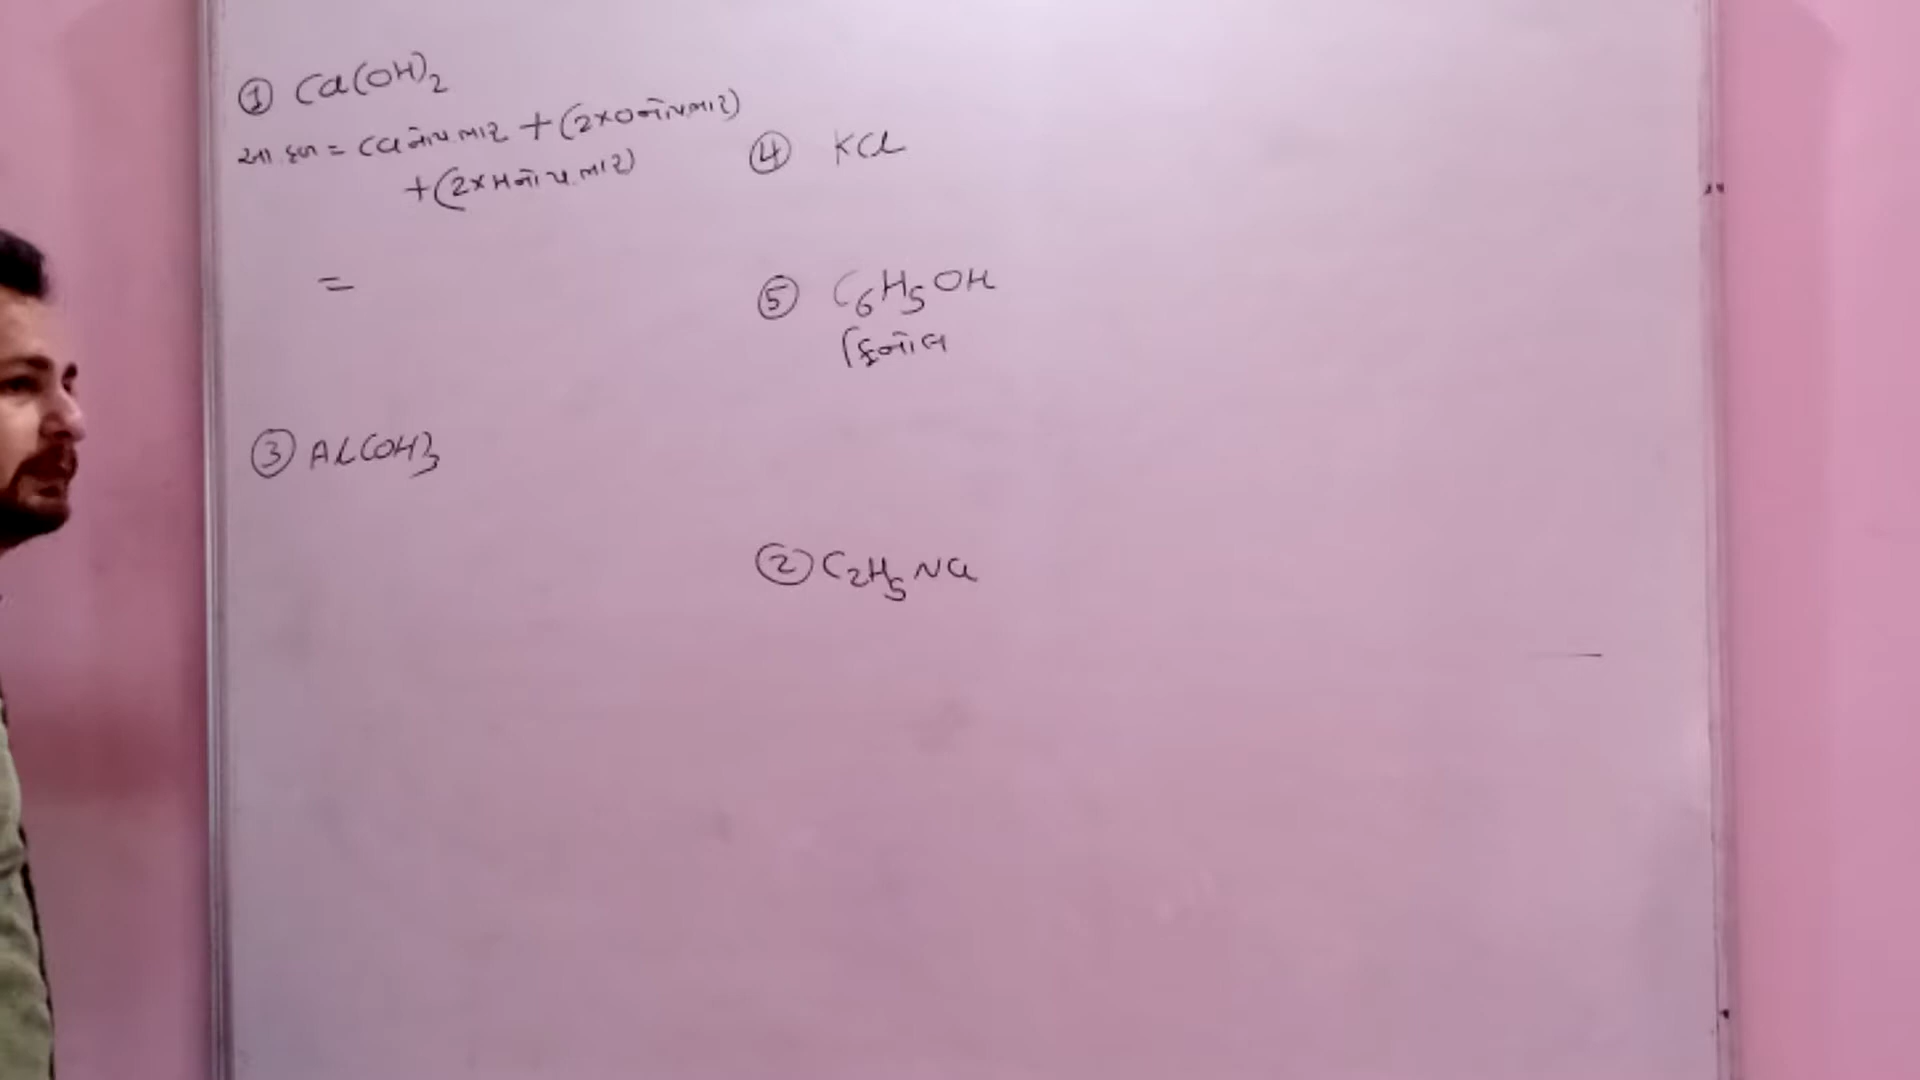 ① Ca(OH)₂
આ.દળ = Ca નો પ.ભાર + (2×O નો પ.ભાર)
+ (2×H નો પ.ભાર)
=
③ Al(OH)3
④ KCl
⑤ C₆H₅OH
ફિનોલ
② C₂H₅Na